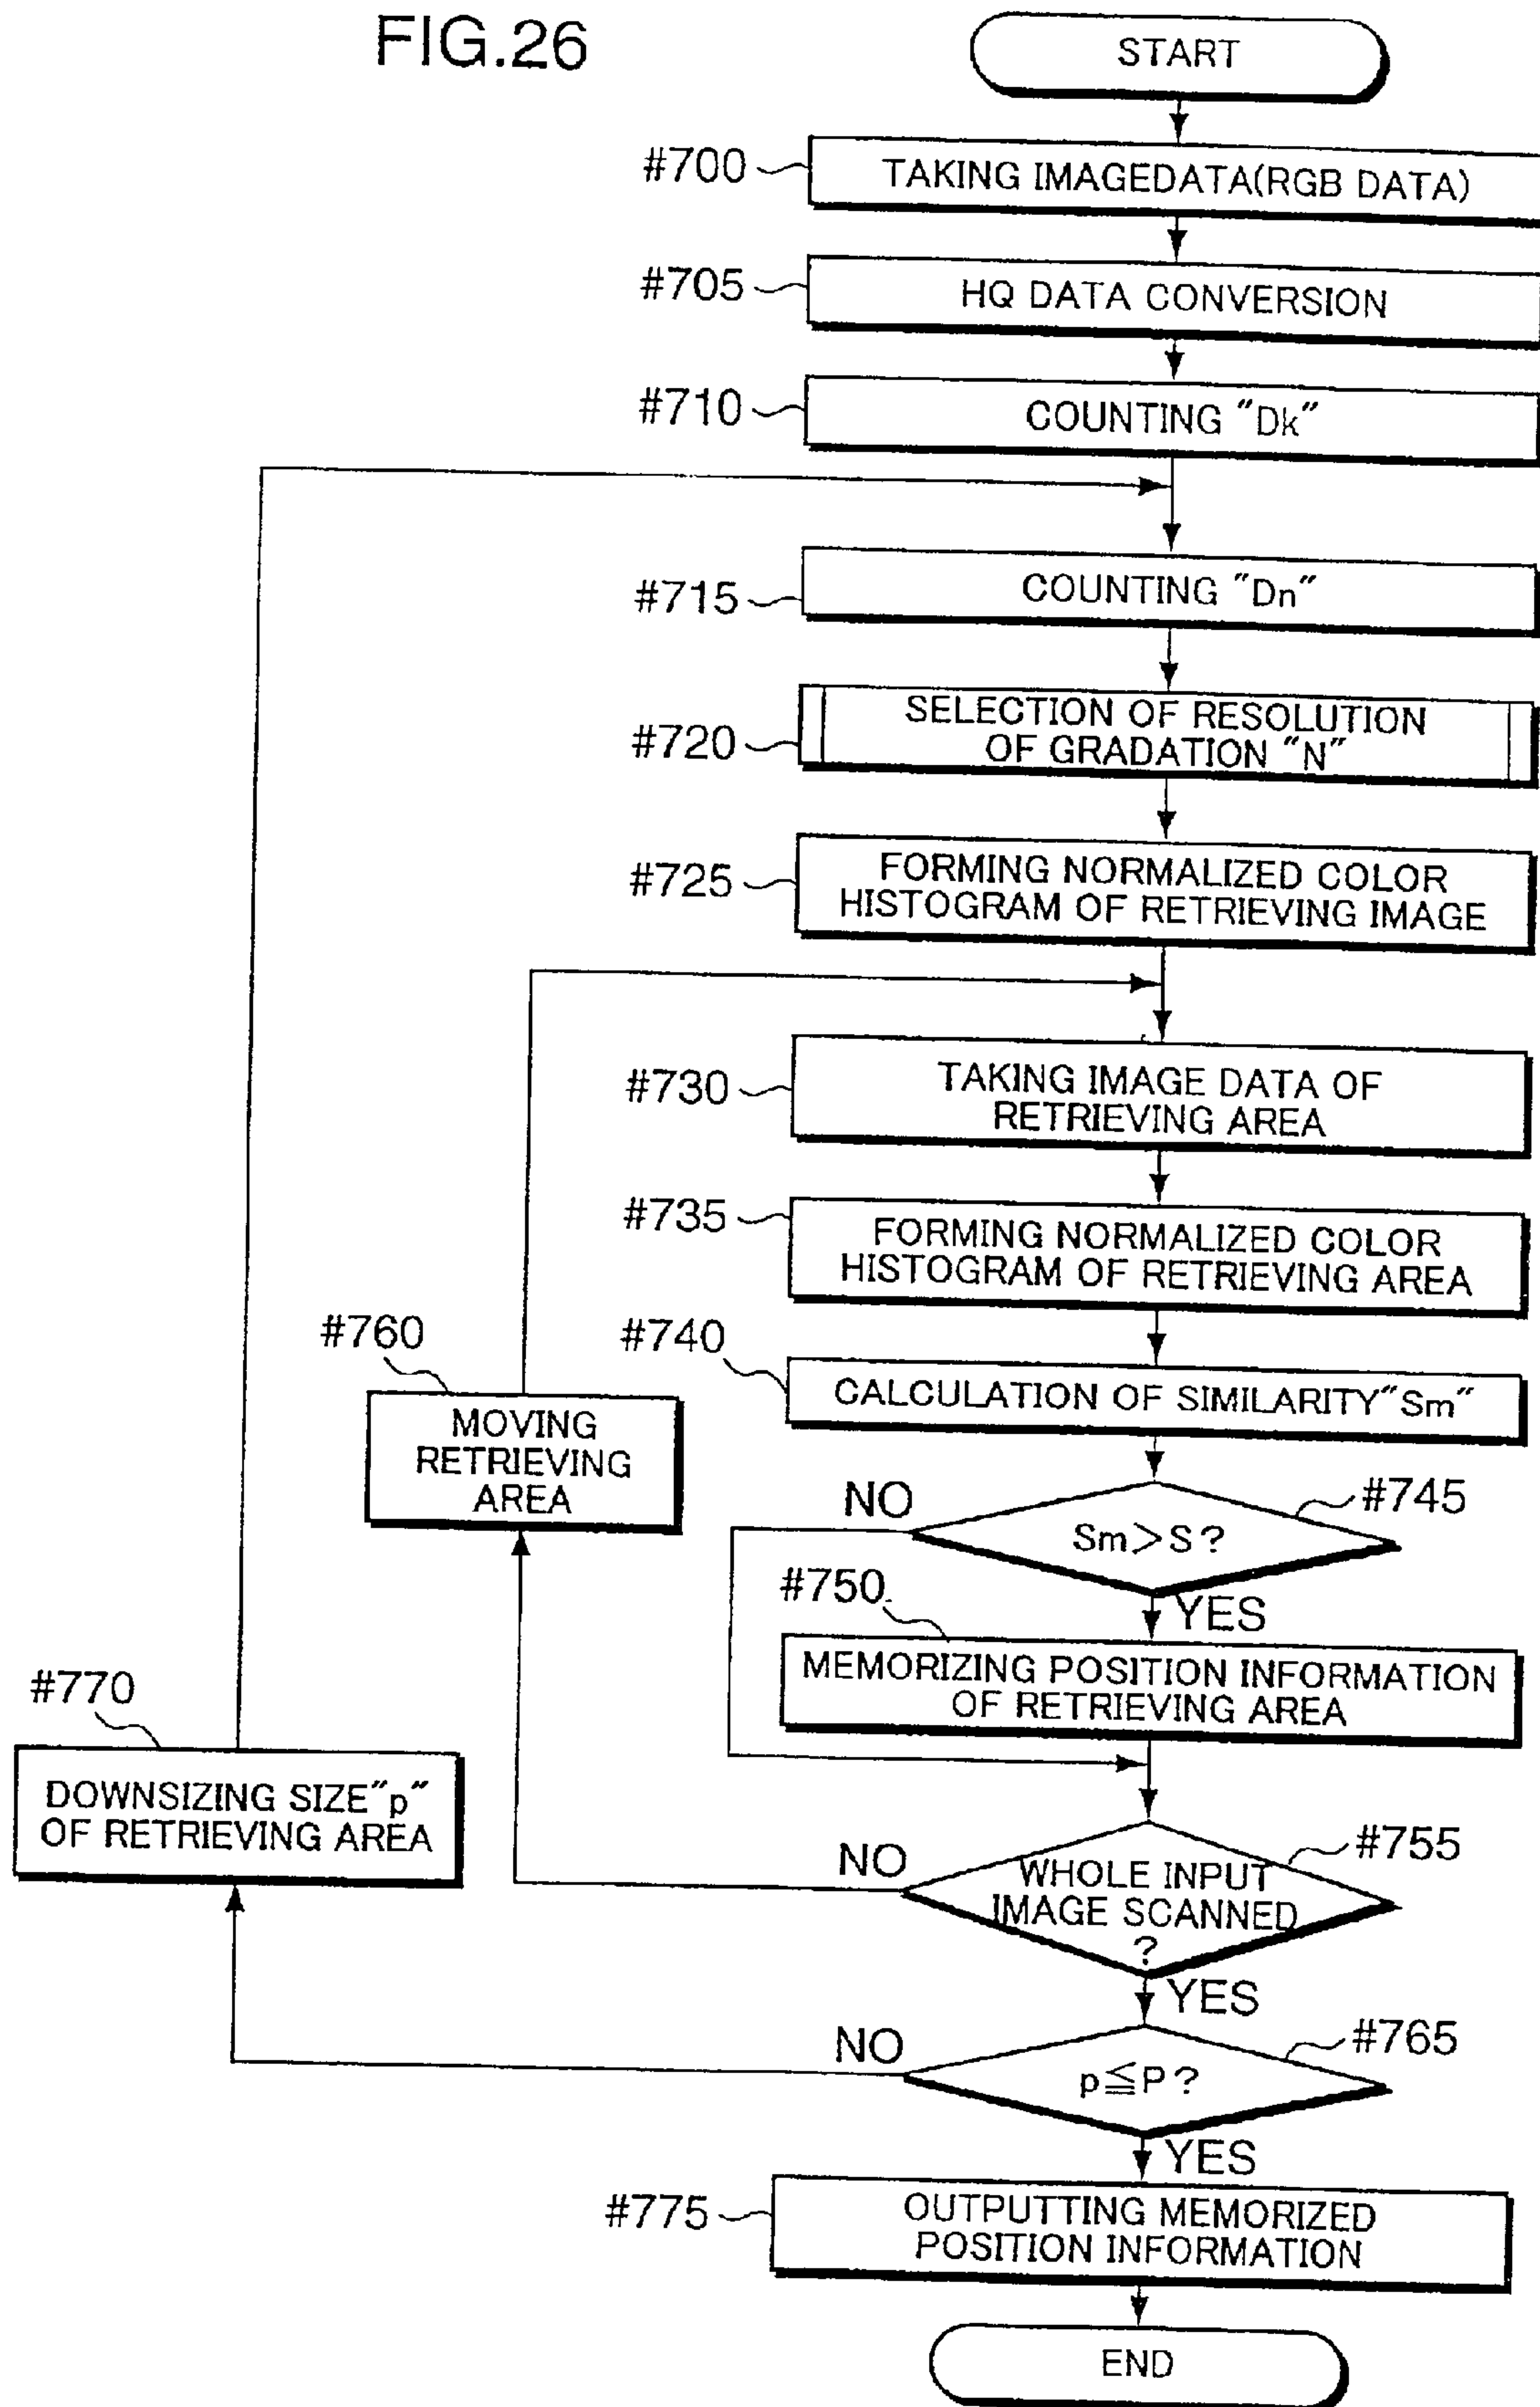 FIG.26
START
#700
TAKING IMAGEDATA(RGB DATA)
#705
HQ DATA CONVERSION
#710
COUNTING "Dk"
#715
COUNTING "Dn"
#720
SELECTION OF RESOLUTION
OF GRADATION "N"
#725
FORMING NORMALIZED COLOR
HISTOGRAM OF RETRIEVING IMAGE
#730
TAKING IMAGE DATA OF
RETRIEVING AREA
#735
FORMING NORMALIZED COLOR
HISTOGRAM OF RETRIEVING AREA
#740
CALCULATION OF SIMILARITY"Sm"
#760
MOVING
RETRIEVING
AREA
#745
Sm>S?
NO
YES
#750
MEMORIZING POSITION INFORMATION
OF RETRIEVING AREA
#770
DOWNSIZING SIZE"p"
OF RETRIEVING AREA
#755
WHOLE INPUT
IMAGE SCANNED
?
NO
YES
#765
p≦P?
NO
YES
#775
OUTPUTTING MEMORIZED
POSITION INFORMATION
END